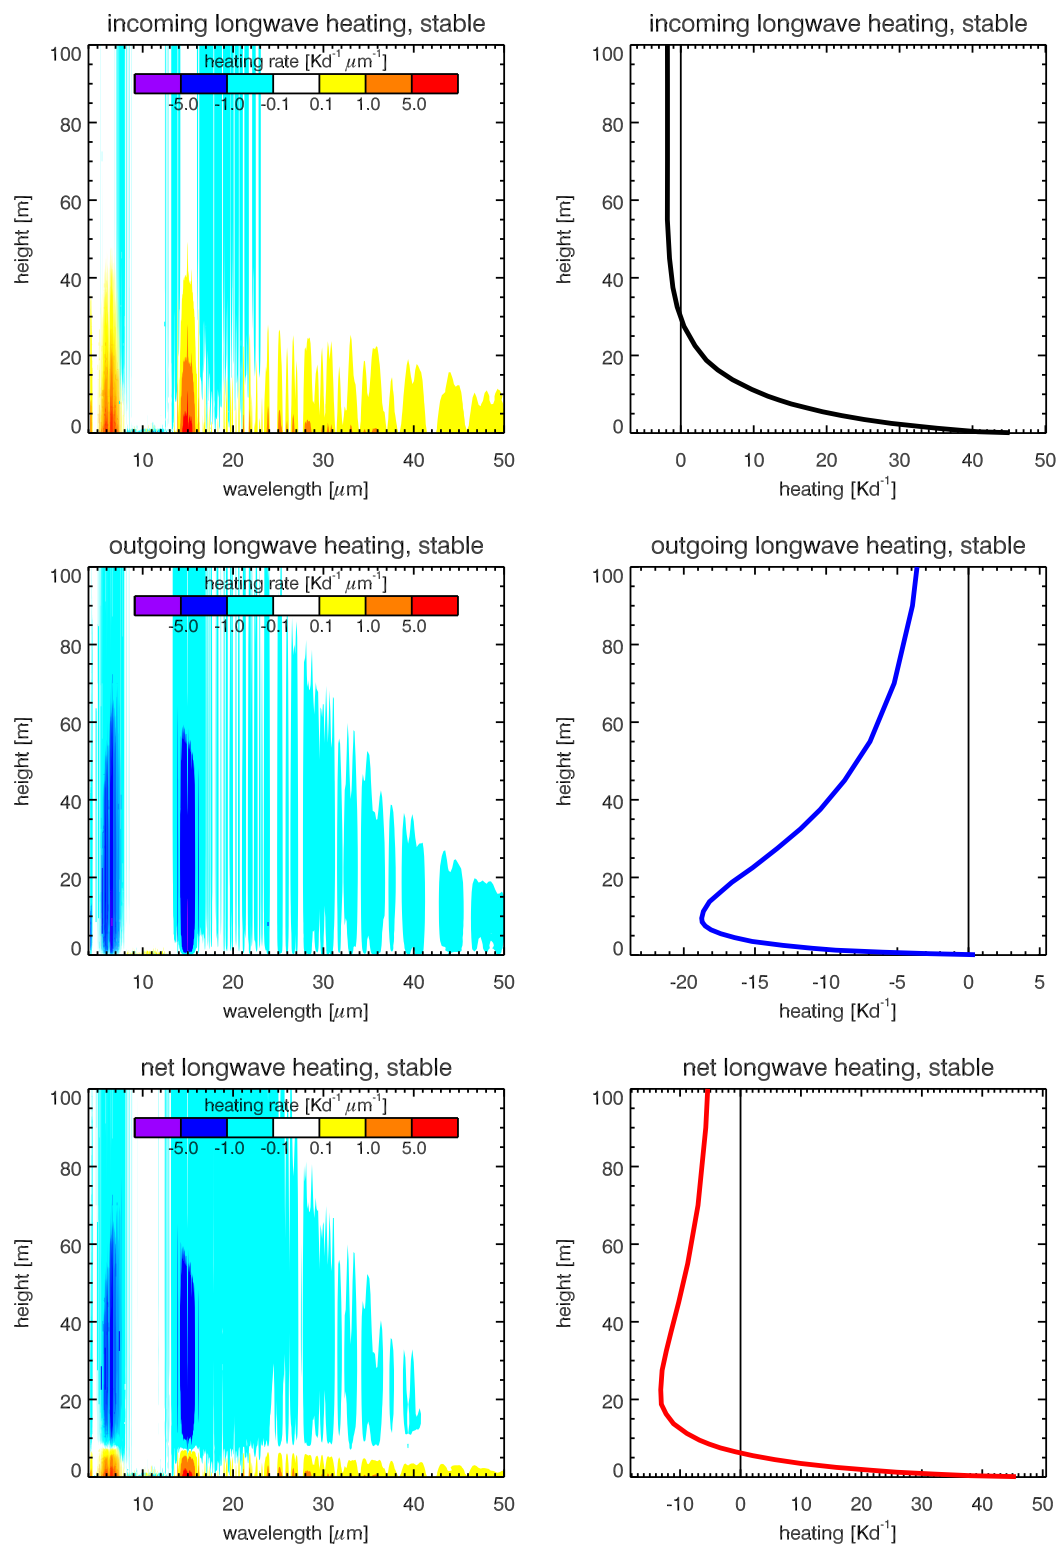 incoming longwave heating, stable
heating rate [Kd⁻¹ μm⁻¹]
-5.0 -1.0 -0.1 0.1 1.0 5.0
100
80
60
40
20
0
height [m]
10 20 30 40 50
wavelength [μm]
incoming longwave heating, stable
100
80
60
40
20
0
height [m]
0 10 20 30 40 50
heating [Kd⁻¹]
outgoing longwave heating, stable
heating rate [Kd⁻¹ μm⁻¹]
-5.0 -1.0 -0.1 0.1 1.0 5.0
100
80
60
40
20
0
height [m]
10 20 30 40 50
wavelength [μm]
outgoing longwave heating, stable
100
80
60
40
20
0
height [m]
-20 -15 -10 -5 0 5
heating [Kd⁻¹]
net longwave heating, stable
heating rate [Kd⁻¹ μm⁻¹]
-5.0 -1.0 -0.1 0.1 1.0 5.0
100
80
60
40
20
0
height [m]
10 20 30 40 50
wavelength [μm]
net longwave heating, stable
100
80
60
40
20
0
height [m]
-10 0 10 20 30 40 50
heating [Kd⁻¹]